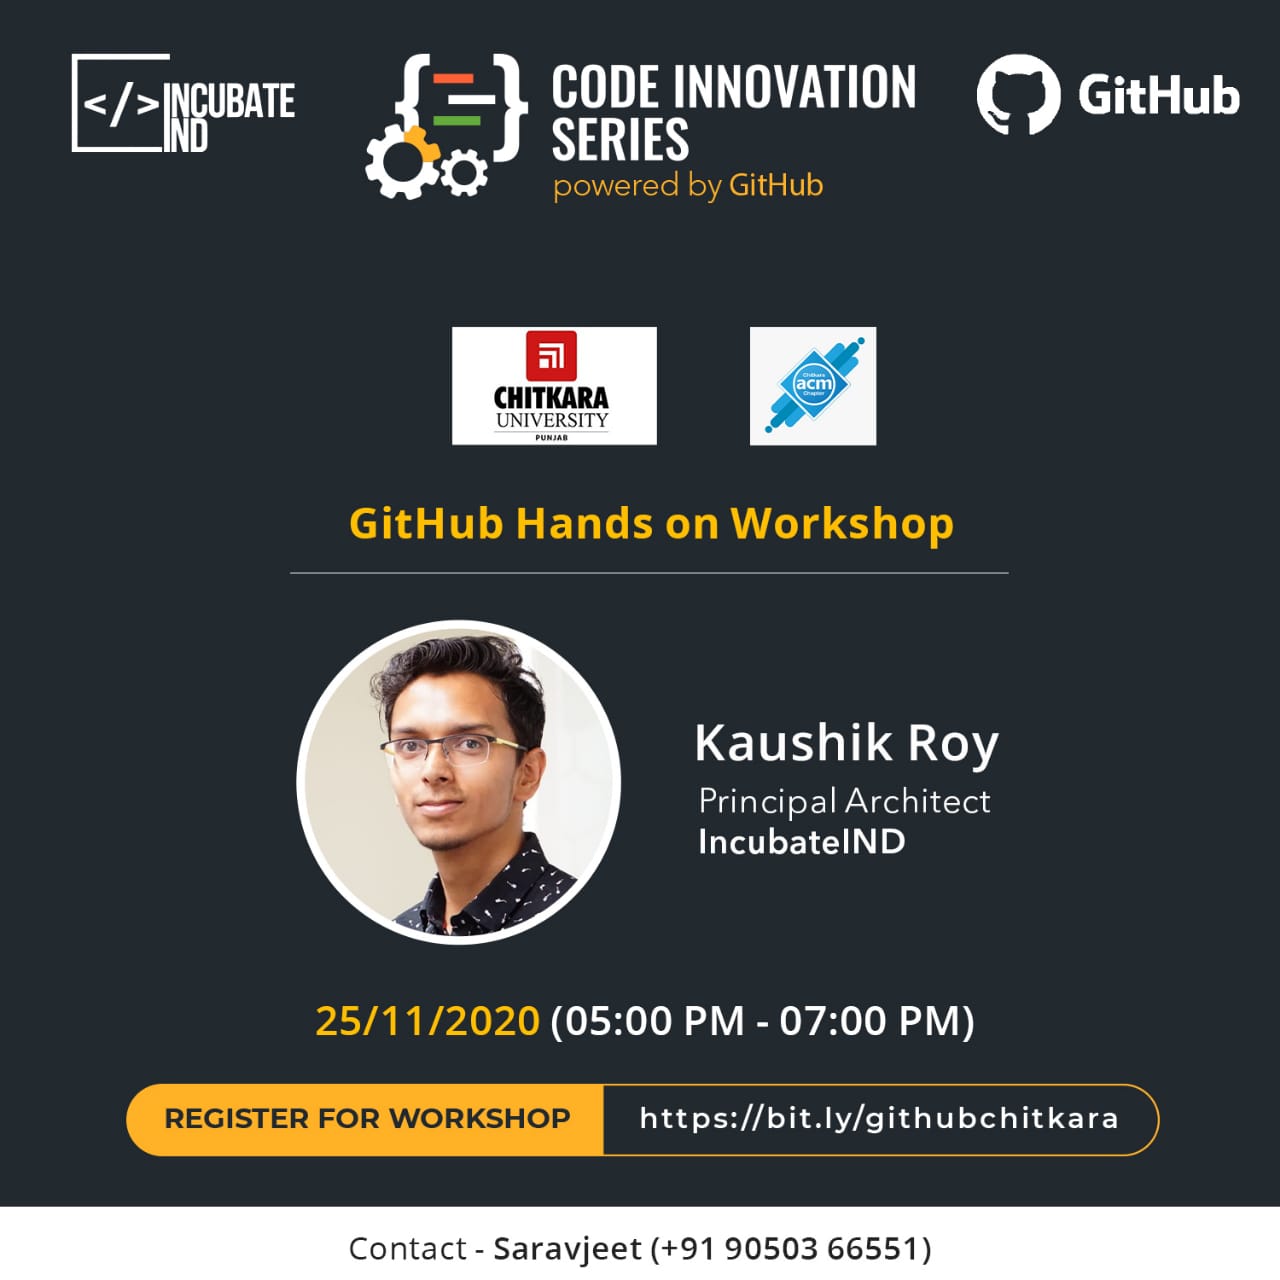 </>INCUBATE
IND
CODE INNOVATION
SERIES
powered by GitHub
GitHub
CHITKARA
UNIVERSITY
PUNJAB
Chitkara
acm
Chapter
GitHub Hands on Workshop
Kaushik Roy
Principal Architect
IncubateIND
25/11/2020 (05:00 PM - 07:00 PM)
REGISTER FOR WORKSHOP https://bit.ly/githubchitkara
Contact - Saravjeet (+91 90503 66551)